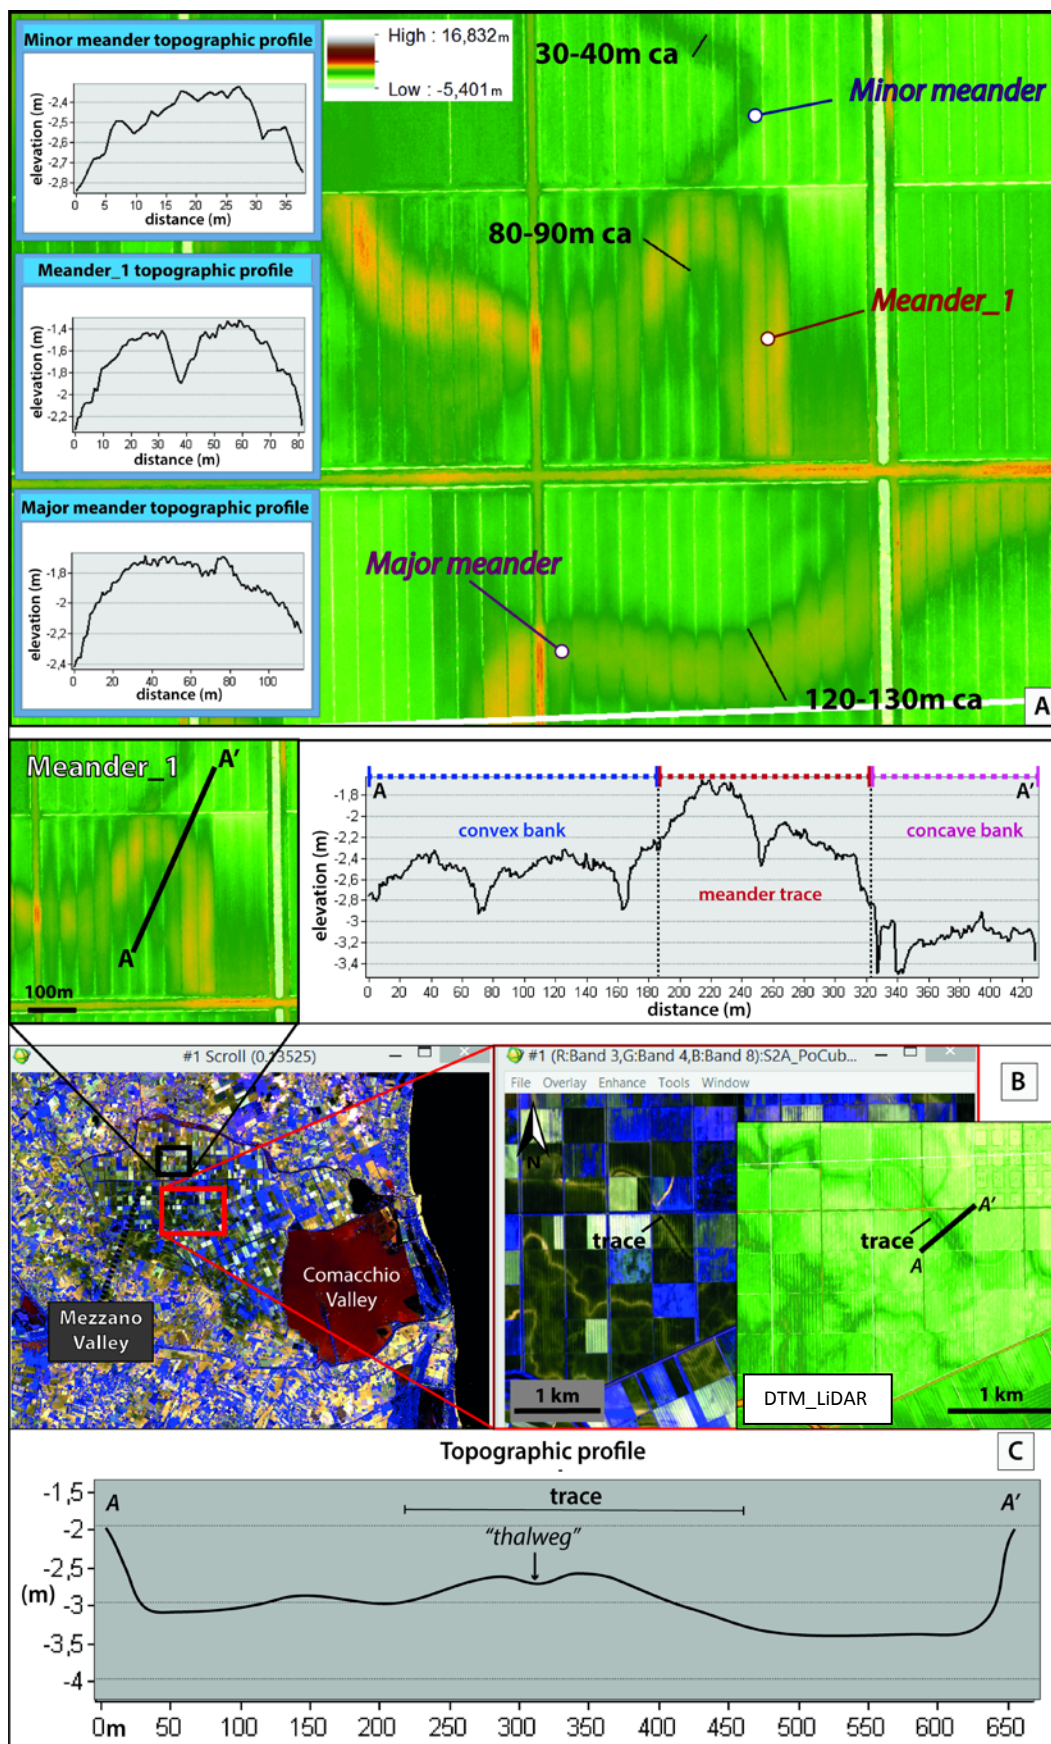 Minor meander topographic profile
elevation (m)
-2,4
-2,5
-2,6
-2,7
-2,8
0 5 10 15 20 25 30 35
distance (m)
High : 16,832m
Low : -5,401m
30-40m ca
Minor meander
80-90m ca
Meander_1
Meander_1 topographic profile
elevation (m)
-1,4
-1,6
-1,8
-2
-2,2
0 10 20 30 40 50 60 70 80
distance (m)
Major meander topographic profile
elevation (m)
-1,8
-2
-2,2
-2,4
0 20 40 60 80 100
distance (m)
Major meander
120-130m ca
A
Meander_1
A'
A
100m
A
A'
convex bank
concave bank
meander trace
elevation (m)
-1,8
-2
-2,2
-2,4
-2,6
-2,8
-3
-3,2
-3,4
0 20 40 60 80 100 120 140 160 180 200 220 240 260 280 300 320 340 360 380 400 420
distance (m)
#1 Scroll (0.13525)
Mezzano
Valley
Comacchio
Valley
#1 (R:Band 3,G:Band 4,B:Band 8):S2A_PoCub...
File Overlay Enhance Tools Window
B
N
trace
1 km
trace
A'
A
DTM_LiDAR
1 km
Topographic profile
C
A
A'
trace
"thalweg"
(m)
-1,5
-2
-2,5
-3
-3,5
-4
0m 50 100 150 200 250 300 350 400 450 500 550 600 650